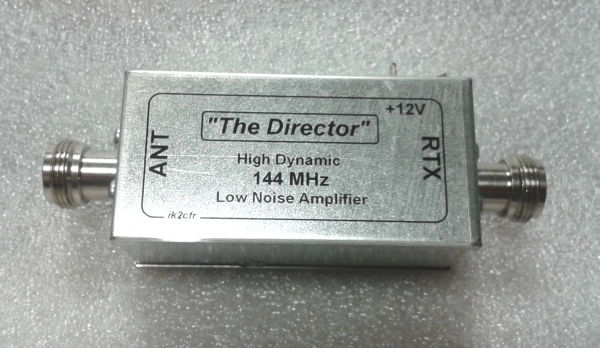 +12V
"The Director"
ANT
High Dynamic
RTX
144 MHz
Low Noise Amplifier
ik2cfr